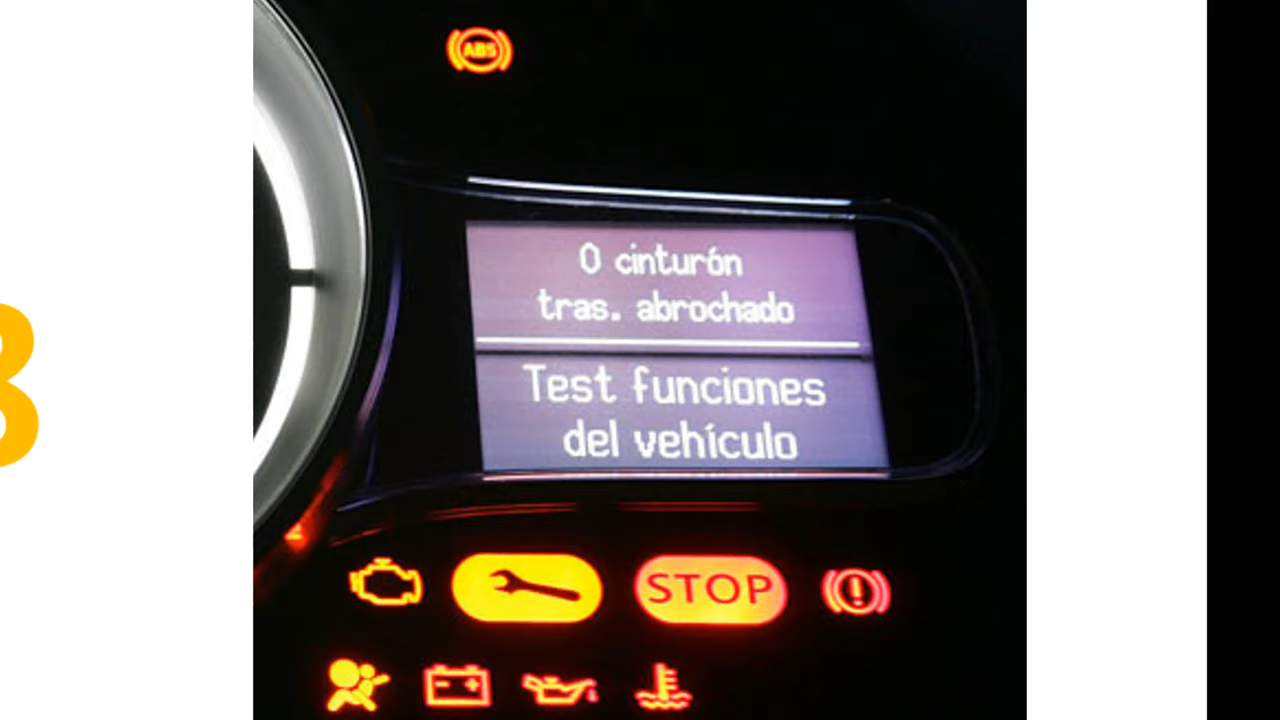 ABS
0 cinturón
tras. abrochado
Test funciones
del vehículo
STOP